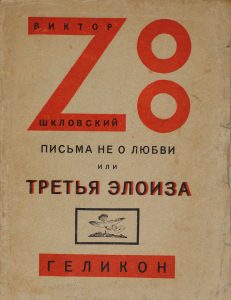 ВИКТОР
ZOO
ШКЛОВСКИЙ
ПИСЬМА НЕ О ЛЮБВИ
ИЛИ
ТРЕТЬЯ ЭЛОИЗА
ГЕЛИКОН